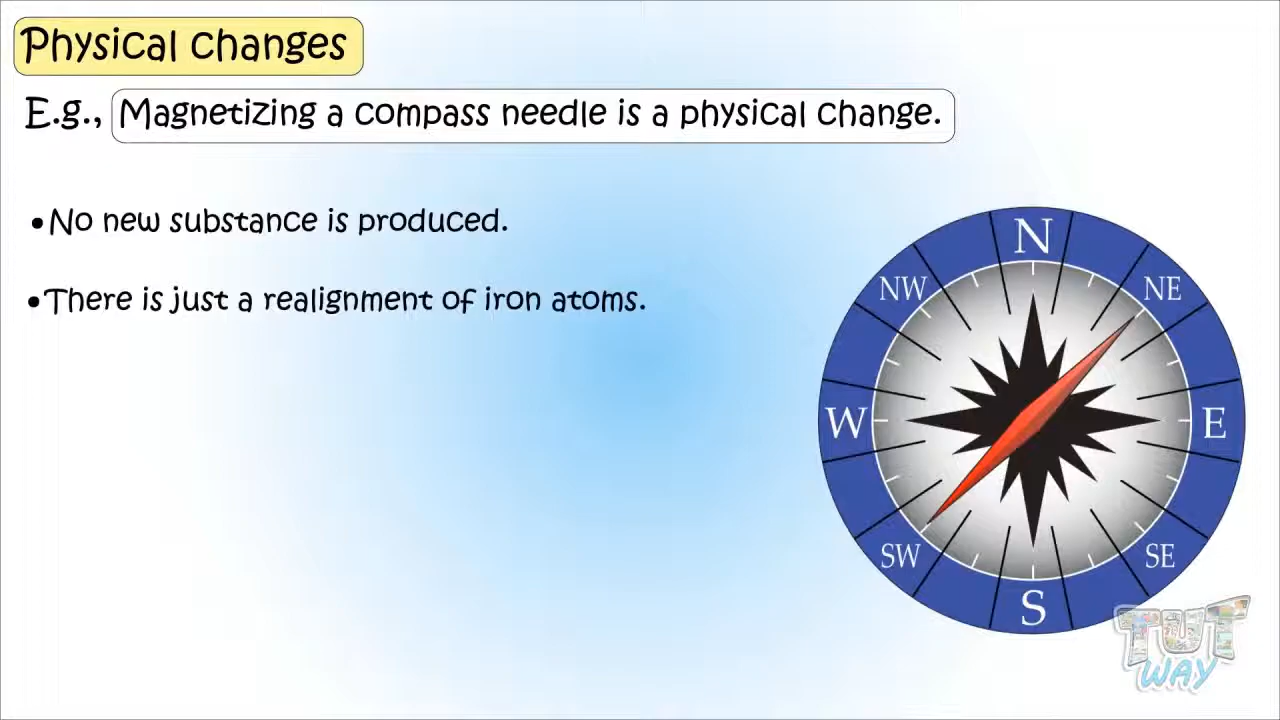 Physical changes
E.g., Magnetizing a compass needle is a physical change.
•No new substance is produced.
•There is just a realignment of iron atoms.
N
NW
NE
W
E
SW
SE
S
TUT
WAY